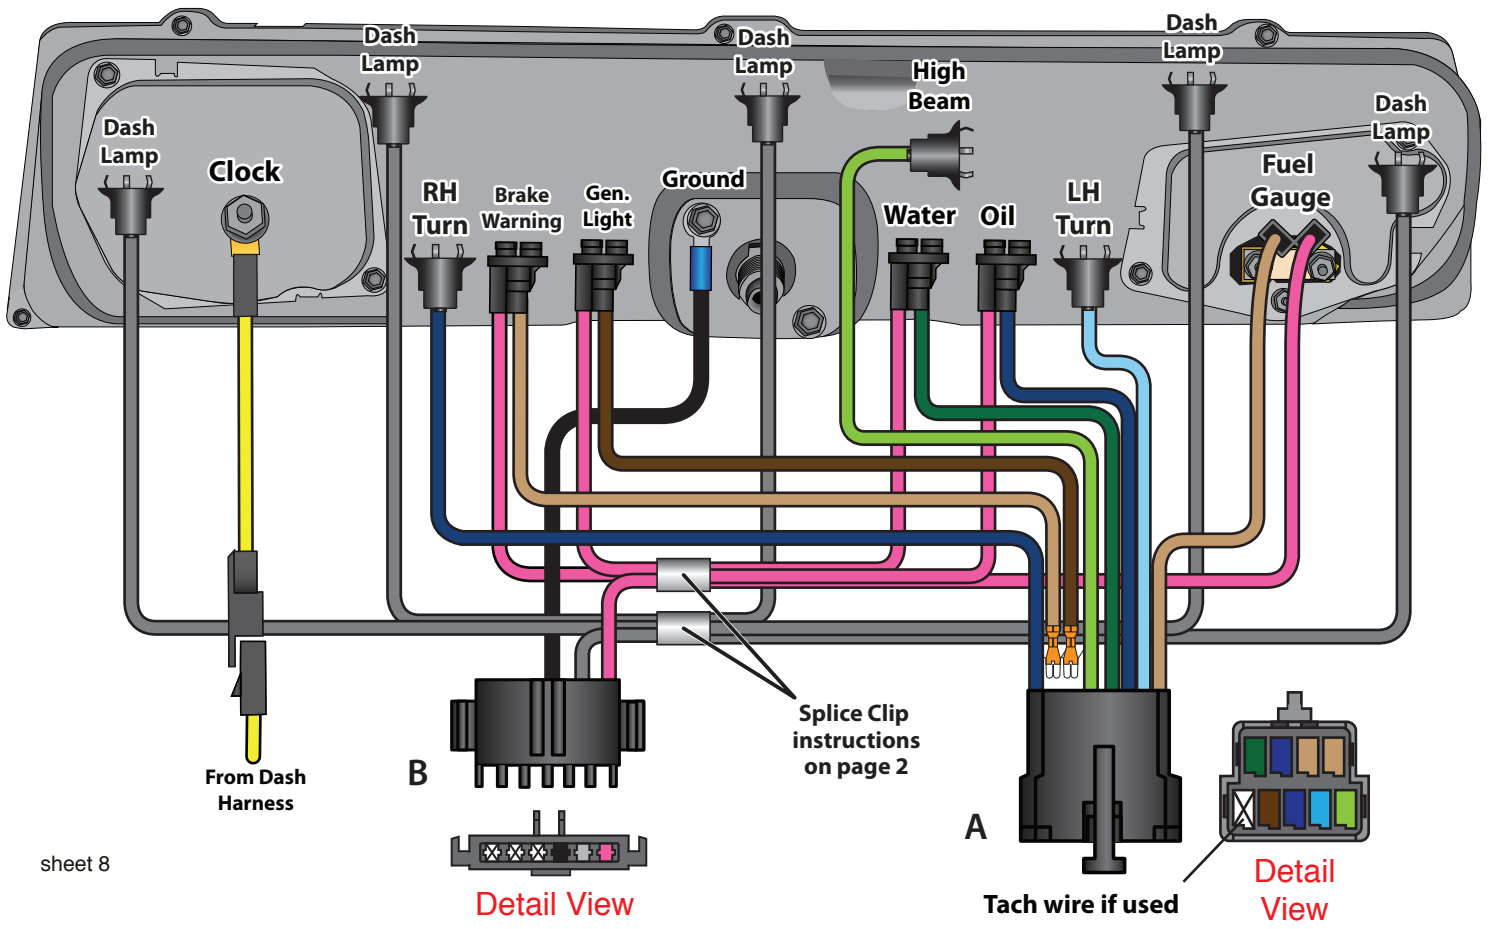 Dash
Lamp
Dash
Lamp
Dash
Lamp
High
Beam
Dash
Lamp
Dash
Lamp
Clock
RH
Turn
Brake
Warning
Gen.
Light
Ground
Water
Oil
LH
Turn
Fuel
Gauge
Splice Clip
instructions
on page 2
From Dash
Harness
B
A
sheet 8
Detail View
Tach wire if used
Detail
View